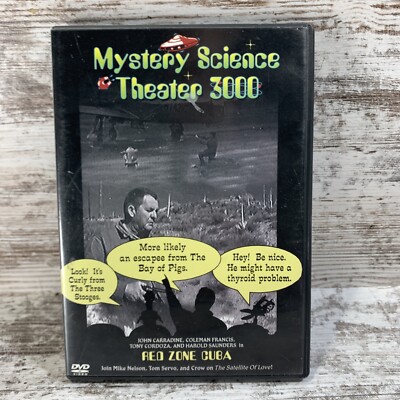 Mystery Science
Theater 3000
Look! It's
Curly from
The Three
Stooges.
More likely
an escapee from The
Bay of Pigs.
Hey! Be nice.
He might have a
thyroid problem.
JOHN CARRADINE, COLEMAN FRANCIS,
TONY CORDOZA, AND HAROLD SAUNDERS in
RED ZONE CUBA
DVD
VIDEO
Join Mike Nelson, Tom Servo, and Crow on The Satellite Of Love!